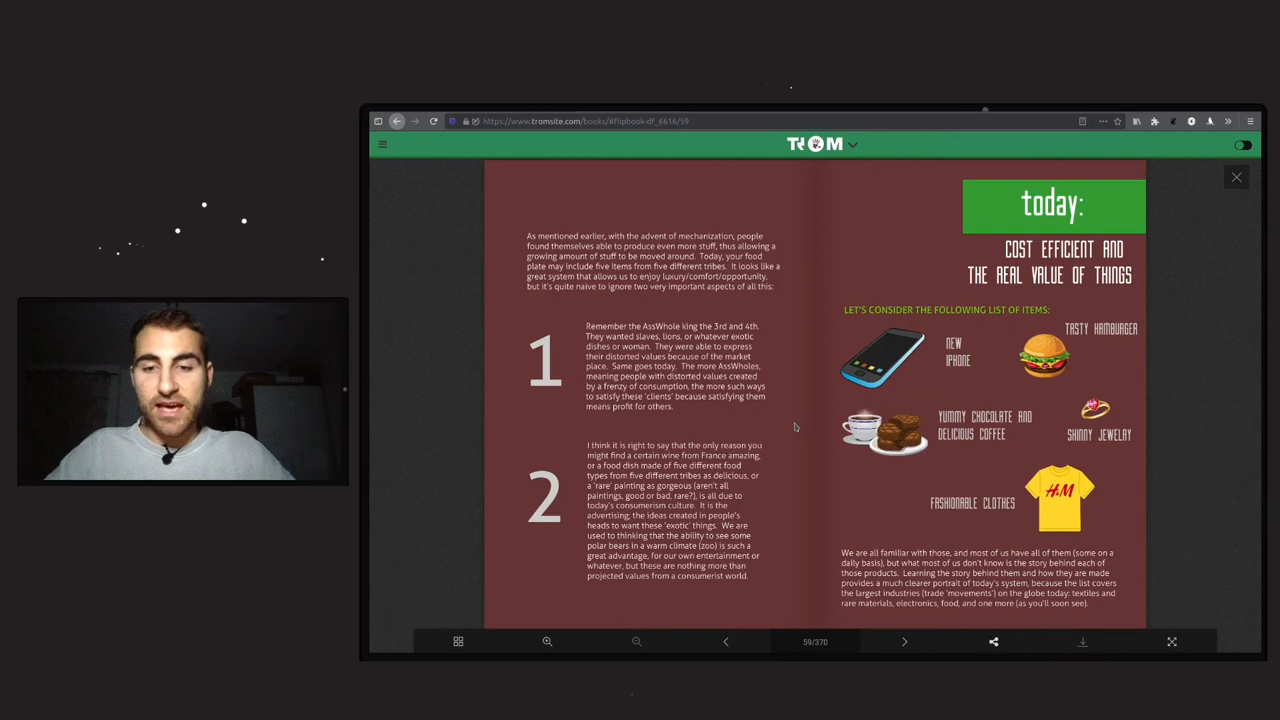 https://www.tromsite.com/books/#flipbook-df_6616/59
TROM
As mentioned earlier, with the advent of mechanization, people
found themselves able to produce even more stuff, thus allowing a
growing amount of stuff to be moved around. Today, your food
plate may include five items from five different tribes. It looks like a
great system that allows us to enjoy luxury/comfort/opportunity,
but it's quite naive to ignore two very important aspects of all this:
1
Remember the AssWhole king the 3rd and 4th.
They wanted slaves, lions, or whatever exotic
dishes or woman. They were able to express
their distorted values because of the market
place. Same goes today. The more AssWholes,
meaning people with distorted values created
by a frenzy of consumption, the more such ways
to satisfy these 'clients' because satisfying them
means profit for others.
2
I think it is right to say that the only reason you
might find a certain wine from France amazing,
or a food dish made of five different food
types from five different tribes as delicious, or
a 'rare' painting as gorgeous (aren't all
paintings, good or bad, rare?), is all due to
today's consumerism culture. It is the
advertising; the ideas created in people's
heads to want these 'exotic' things. We are
used to thinking that the ability to see some
polar bears in a warm climate (zoo) is such a
great advantage, for our own entertainment or
whatever, but these are nothing more than
projected values from a consumerist world.
today:
COST EFFICIENT AND
THE REAL VALUE OF THINGS
LET'S CONSIDER THE FOLLOWING LIST OF ITEMS:
NEW
IPHONE
TASTY HAMBURGER
YUMMY CHOCOLATE AND
DELICIOUS COFFEE
SHINNY JEWELRY
FASHIONABLE CLOTHES
H&M
We are all familiar with those, and most of us have all of them (some on a
daily basis), but what most of us don't know is the story behind each of
those products. Learning the story behind them and how they are made
provides a much clearer portrait of today's system, because the list covers
the largest industries (trade 'movements') on the globe today: textiles and
rare materials, electronics, food, and one more (as you'll soon see).
59/370